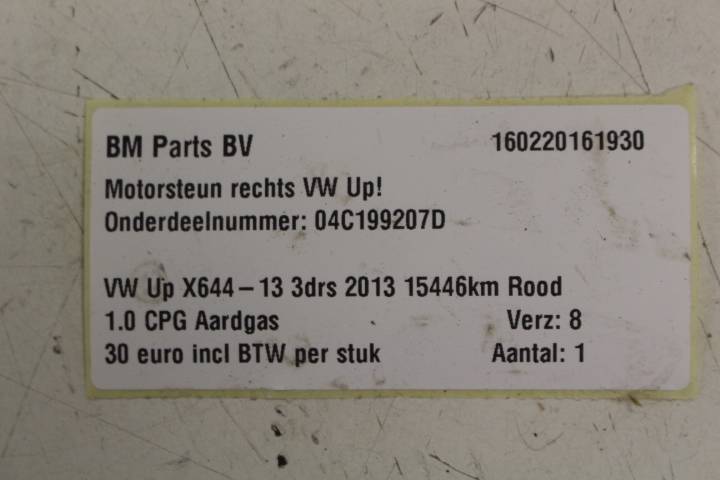 BM Parts BV 160220161930
Motorsteun rechts VW Up!
Onderdeelnummer: 04C199207D
VW Up X644-13 3drs 2013 15446km Rood
1.0 CPG Aardgas Verz: 8
30 euro incl BTW per stuk Aantal: 1